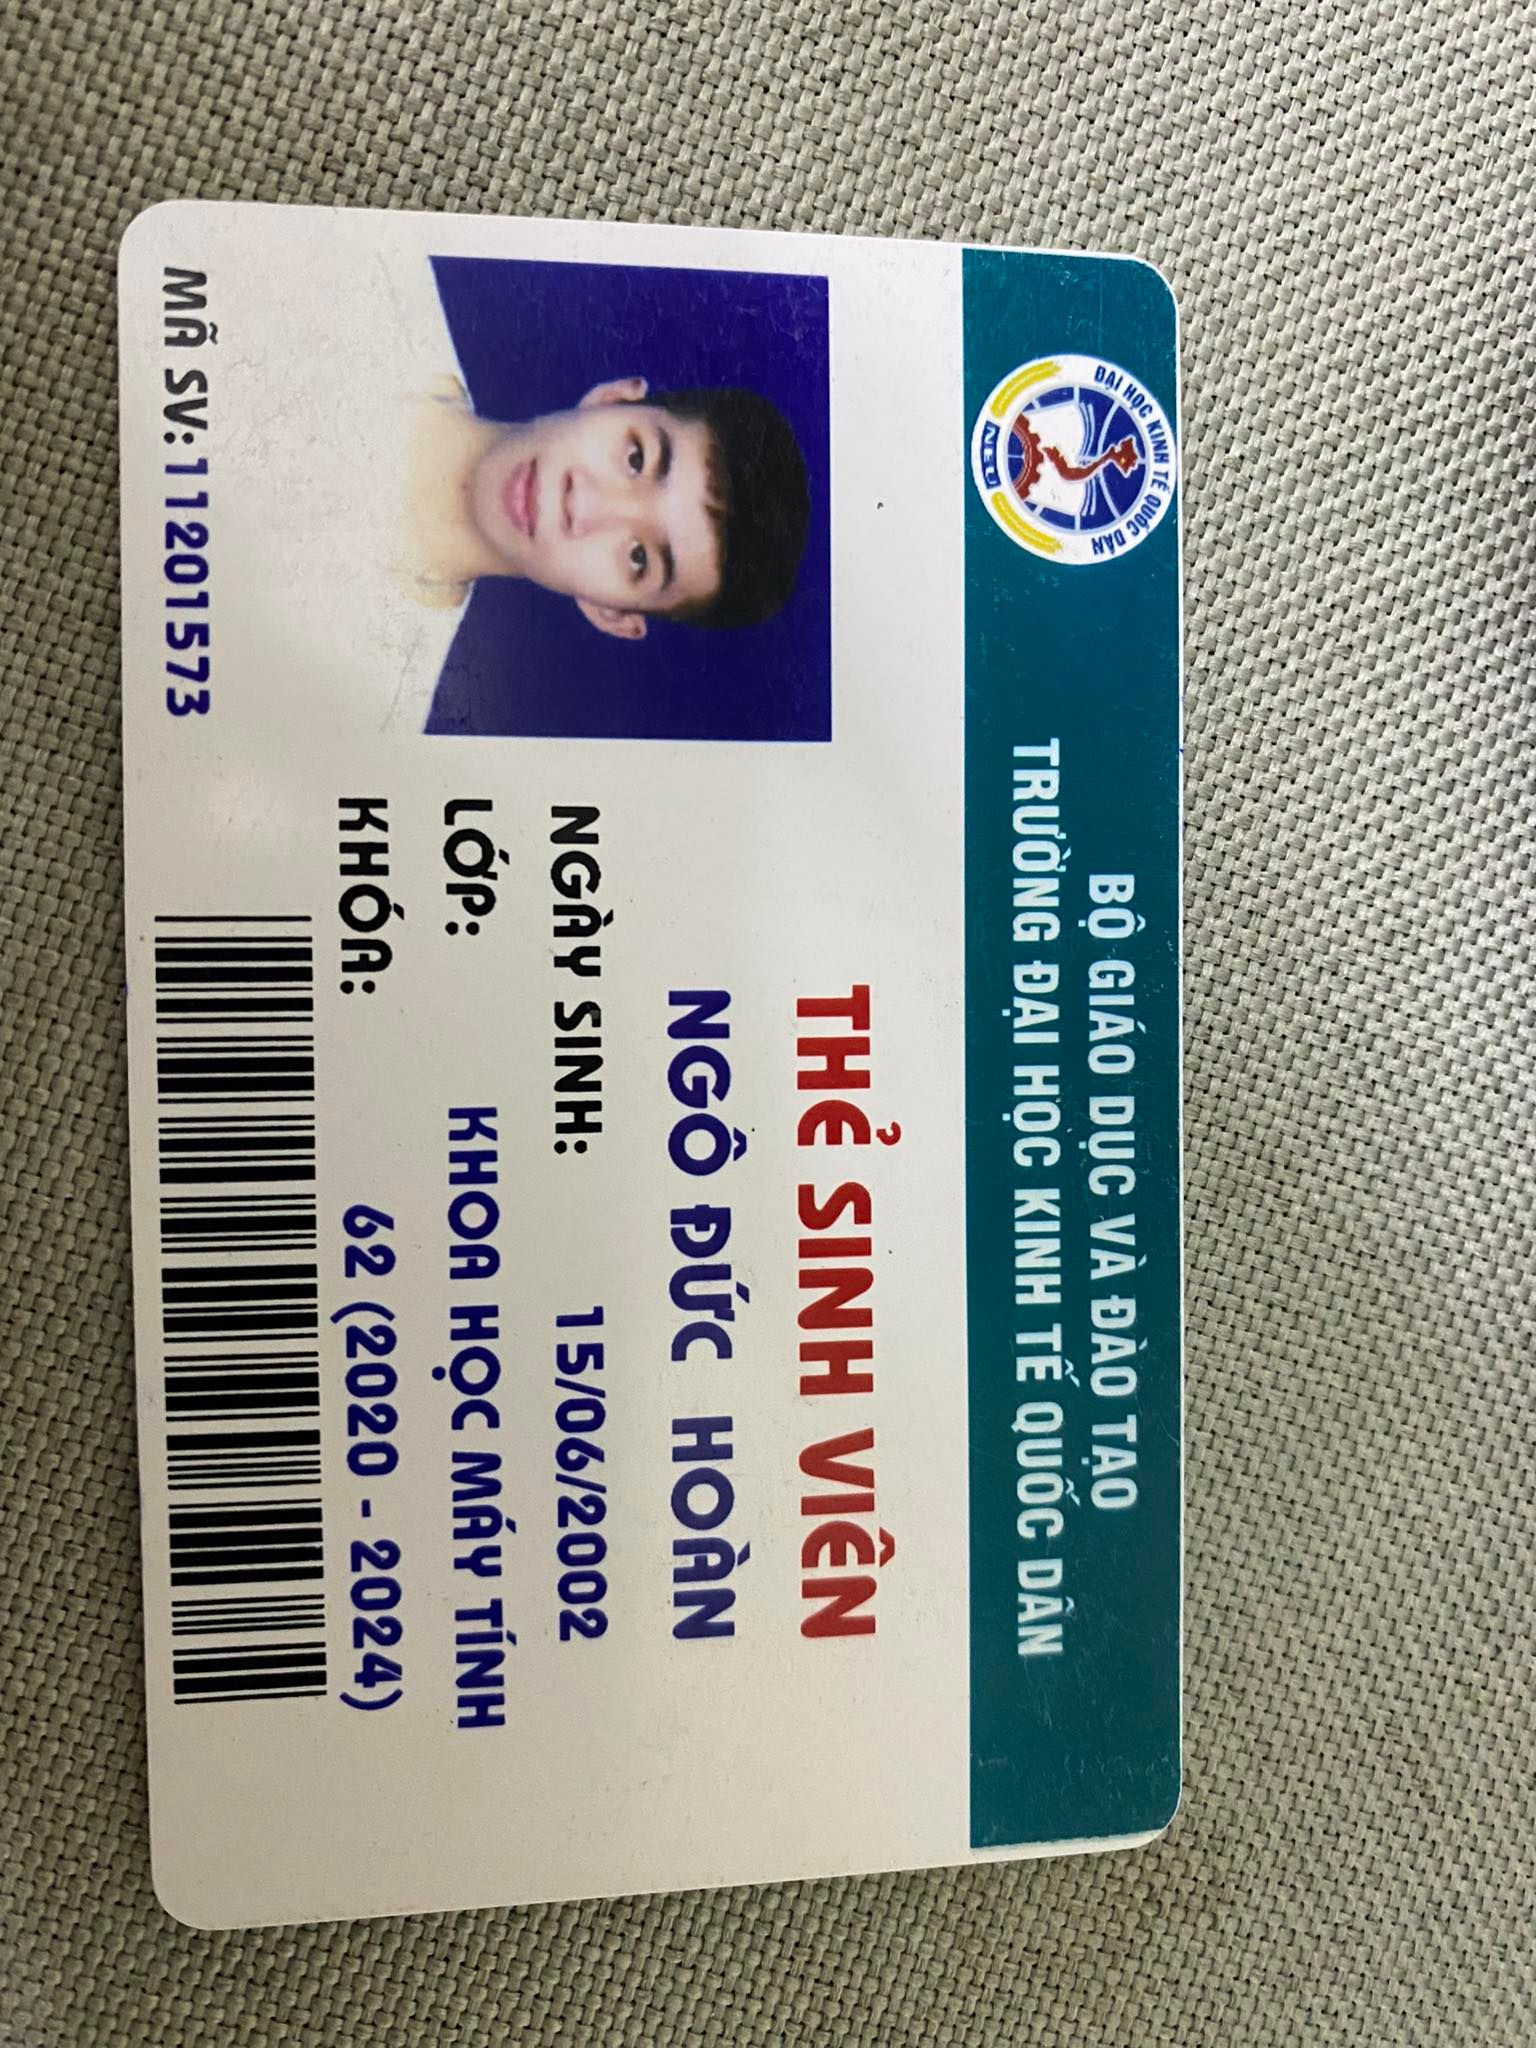 ĐẠI HỌC KINH TẾ QUỐC DÂN
NEU
BỘ GIÁO DỤC VÀ ĐÀO TẠO
TRƯỜNG ĐẠI HỌC KINH TẾ QUỐC DÂN
THẺ SINH VIÊN
NGÔ ĐỨC HOÀN
NGÀY SINH: 15/06/2002
LỚP: KHOA HỌC MÁY TÍNH
KHÓA: 62 (2020 - 2024)
MÃ SV: 11201573